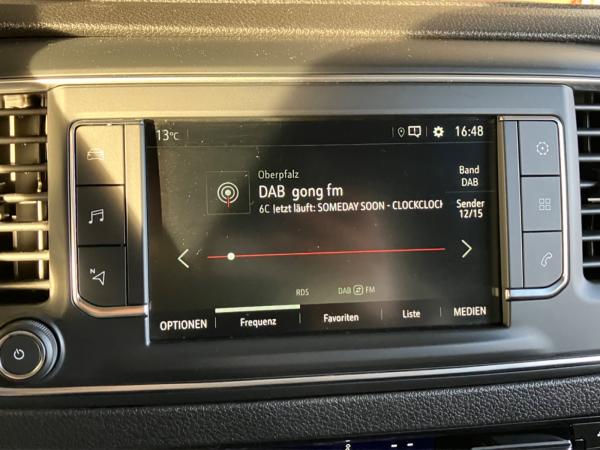 13°C
16:48
Oberpfalz
Band
DAB gong fm
DAB
6C Jetzt läuft: SOMEDAY SOON - CLOCKCLOC
Sender
12/15
N
RDS
DAB FM
OPTIONEN
Frequenz
Favoriten
Liste
MEDIEN